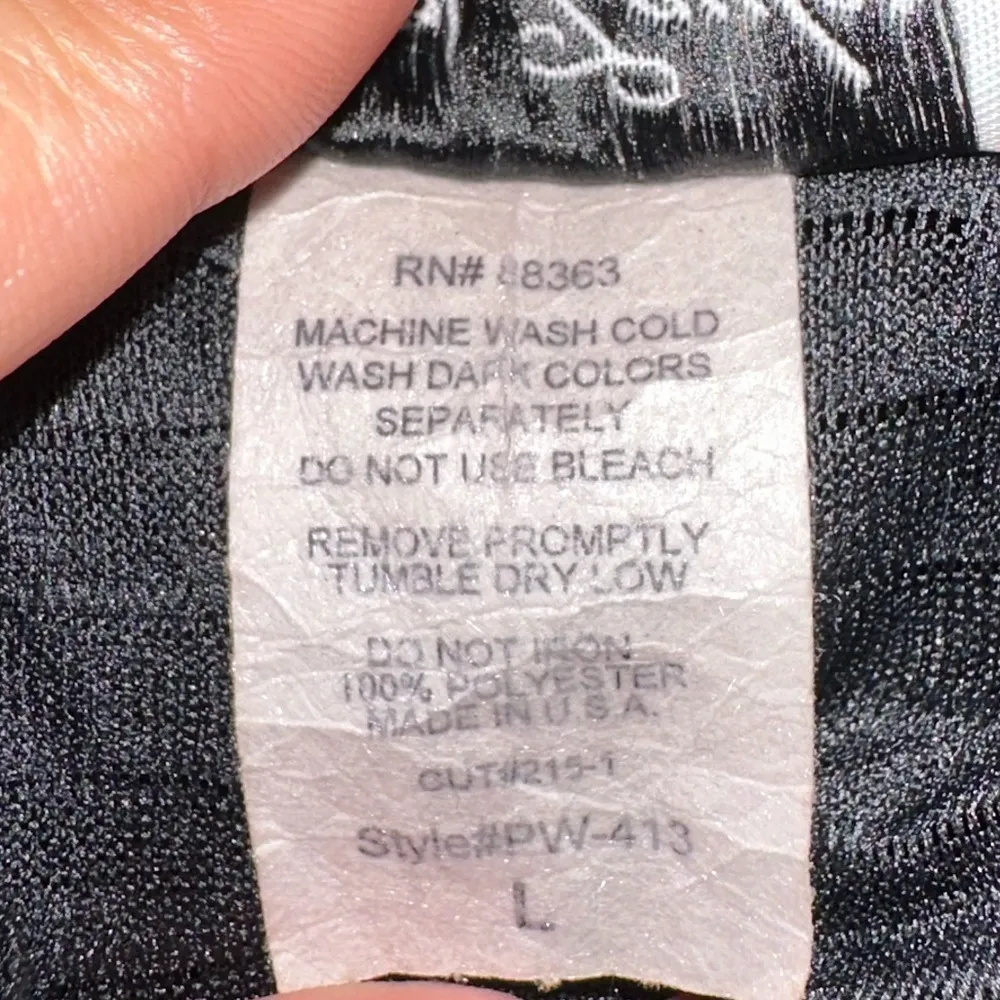 RN# 88363
MACHINE WASH COLD
WASH DARK COLORS
SEPARATELY
DO NOT USE BLEACH
REMOVE PROMPTLY
TUMBLE DRY LOW
DO NOT IRON
100% POLYESTER
MADE IN U S A.
CUT#215-1
Style#PW-413
L